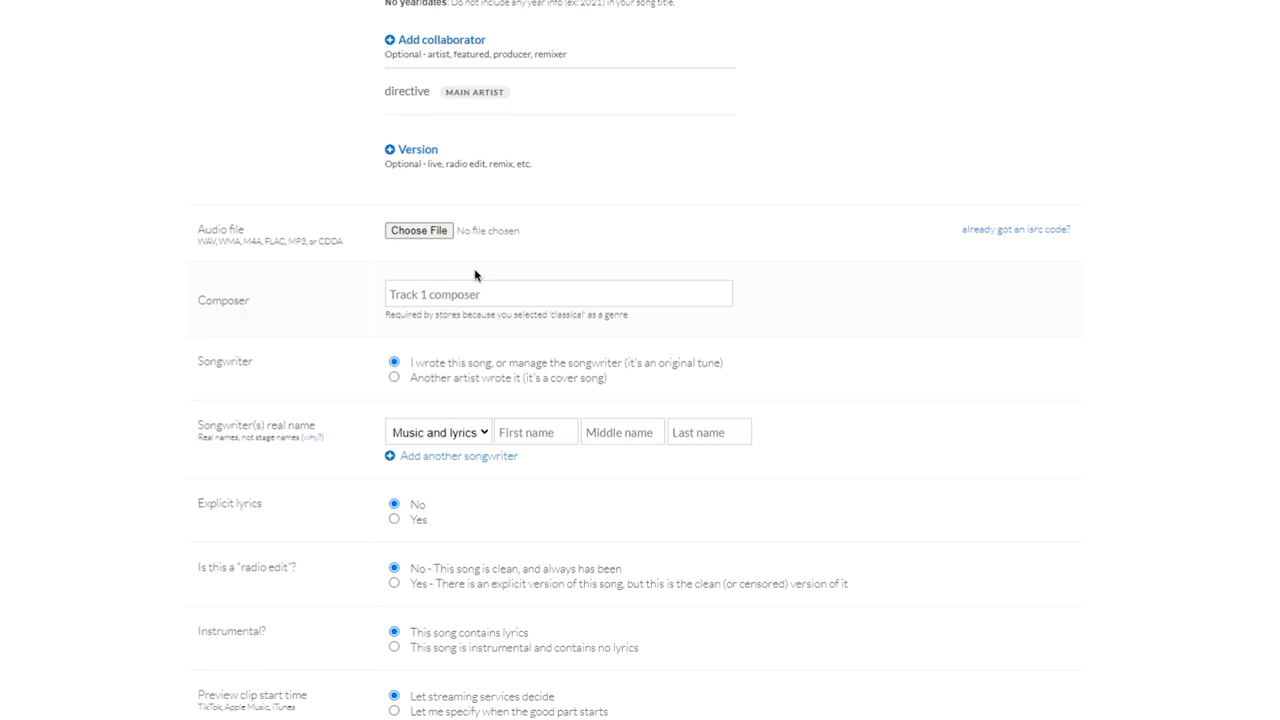 No year/dates: Do not include any year info (ex: 2021) in your song title.
Add collaborator
Optional - artist, featured, producer, remixer
directive MAIN ARTIST
Version
Optional - live, radio edit, remix, etc.
Audio file
WAV, WMA, M4A, FLAC, MP3, or CDDA
Choose File No file chosen
already got an isrc code?
Composer
Track 1 composer
Required by stores because you selected 'classical' as a genre
Songwriter
I wrote this song, or manage the songwriter (it's an original tune)
Another artist wrote it (it's a cover song)
Songwriter(s) real name
Real names, not stage names (why?)
Music and lyrics First name Middle name Last name
Add another songwriter
Explicit lyrics
No
Yes
Is this a "radio edit"?
No - This song is clean, and always has been
Yes - There is an explicit version of this song, but this is the clean (or censored) version of it
Instrumental?
This song contains lyrics
This song is instrumental and contains no lyrics
Preview clip start time
TikTok, Apple Music, iTunes
Let streaming services decide
Let me specify when the good part starts